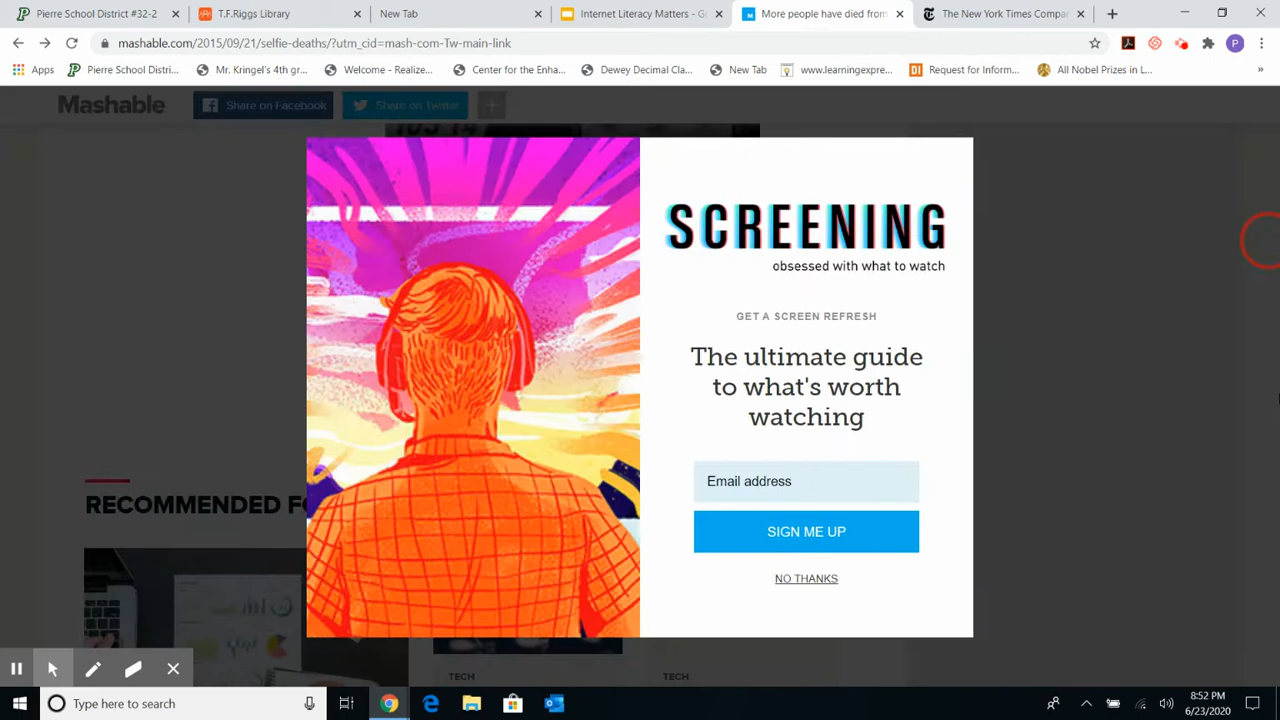 Pierre School District #32-2
T.F.Riggs Library
New Tab
Internet Literacy Matters - Go
More people have died from
The New York Times Compa
mashable.com/2015/09/21/selfie-deaths/?utm_cid=mash-com-Tw-main-link
P
Apps
Pierre School Distri...
Mr. Kringel's 4th gr...
Welcome - Realize...
Center for the Enha...
Dewey Decimal Cla...
New Tab
www.learningexpre...
Request for Inform...
All Nobel Prizes in L...
»
Mashable
Share on Facebook
Share on Twitter
SCREENING
obsessed with what to watch
GET A SCREEN REFRESH
The ultimate guide
to what's worth
watching
Email address
SIGN ME UP
NO THANKS
RECOMMENDED FO
TECH
TECH
Type here to search
8:52 PM
6/23/2020